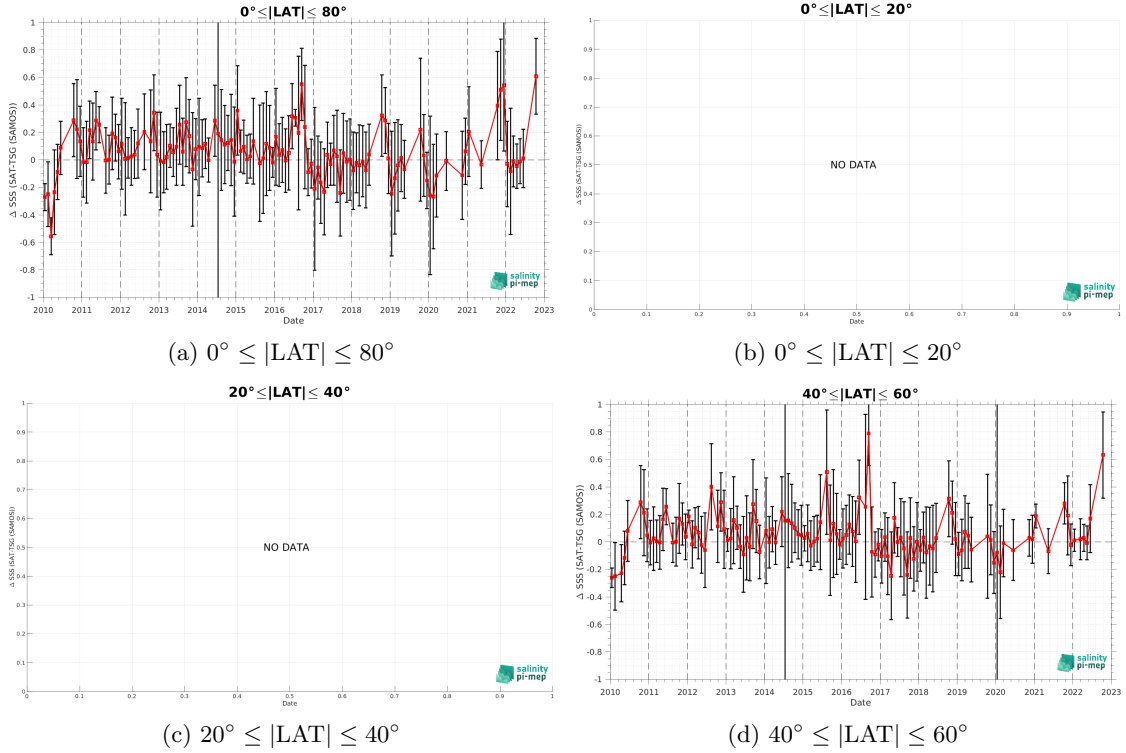 0°≤|LAT|≤ 80°
Δ SSS (SAT-TSG (SAMOS))
1
0.8
0.6
0.4
0.2
0
-0.2
-0.4
-0.6
-0.8
-1
2010 2011 2012 2013 2014 2015 2016 2017 2018 2019 2020 2021 2022 2023
Date
salinity
pi-mep
(a) 0° ≤ |LAT| ≤ 80°
0°≤|LAT|≤ 20°
Δ SSS (SAT-TSG (SAMOS))
1
0.9
0.8
0.7
0.6
0.5
0.4
0.3
0.2
0.1
0
NO DATA
0 0.1 0.2 0.3 0.4 0.5 0.6 0.7 0.8 0.9 1
Date
salinity
pi-mep
(b) 0° ≤ |LAT| ≤ 20°
20°≤|LAT|≤ 40°
Δ SSS (SAT-TSG (SAMOS))
1
0.9
0.8
0.7
0.6
0.5
0.4
0.3
0.2
0.1
0
NO DATA
0 0.1 0.2 0.3 0.4 0.5 0.6 0.7 0.8 0.9 1
Date
salinity
pi-mep
(c) 20° ≤ |LAT| ≤ 40°
40°≤|LAT|≤ 60°
Δ SSS (SAT-TSG (SAMOS))
1
0.8
0.6
0.4
0.2
0
-0.2
-0.4
-0.6
-0.8
-1
2010 2011 2012 2013 2014 2015 2016 2017 2018 2019 2020 2021 2022 2023
Date
salinity
pi-mep
(d) 40° ≤ |LAT| ≤ 60°